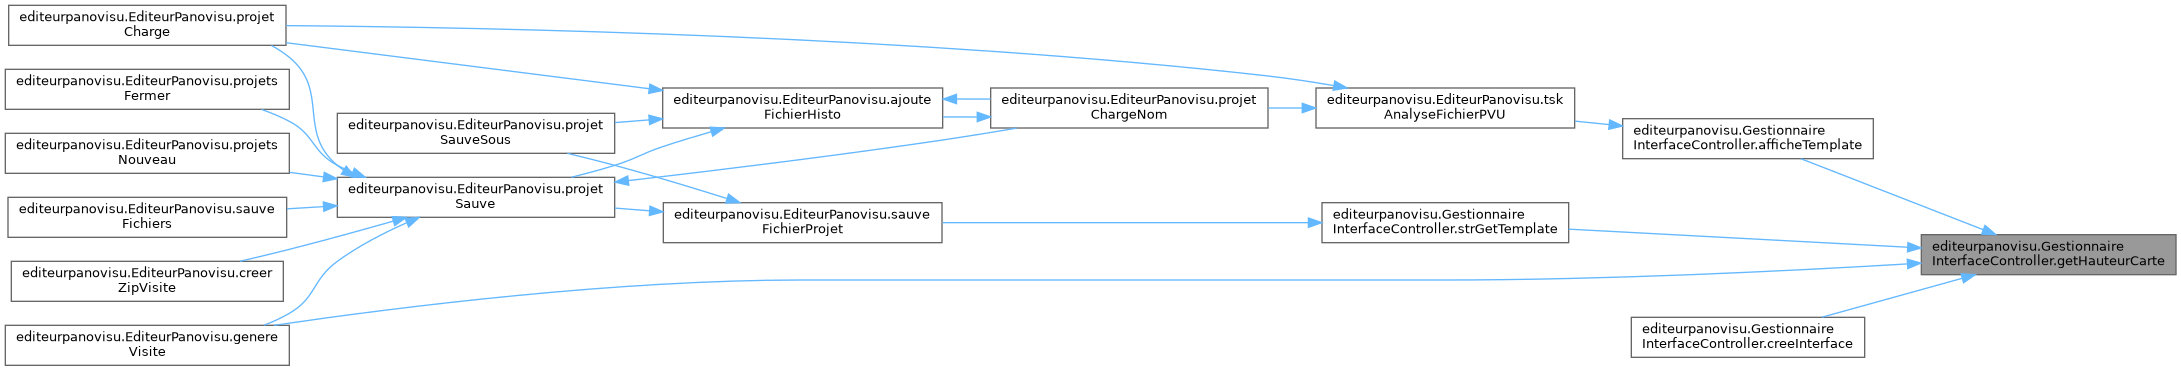 editeurpanovisu.EditeurPanovisu.projet
Charge
editeurpanovisu.EditeurPanovisu.projets
Fermer
editeurpanovisu.EditeurPanovisu.projets
Nouveau
editeurpanovisu.EditeurPanovisu.sauve
Fichiers
editeurpanovisu.EditeurPanovisu.creer
ZipVisite
editeurpanovisu.EditeurPanovisu.genere
Visite
editeurpanovisu.EditeurPanovisu.projet
SauveSous
editeurpanovisu.EditeurPanovisu.projet
Sauve
editeurpanovisu.EditeurPanovisu.ajoute
FichierHisto
editeurpanovisu.EditeurPanovisu.sauve
FichierProjet
editeurpanovisu.EditeurPanovisu.projet
ChargeNom
editeurpanovisu.EditeurPanovisu.tsk
AnalyseFichierPVU
editeurpanovisu.Gestionnaire
InterfaceController.strGetTemplate
editeurpanovisu.Gestionnaire
InterfaceController.afficheTemplate
editeurpanovisu.Gestionnaire
InterfaceController.creeInterface
editeurpanovisu.Gestionnaire
InterfaceController.getHauteurCarte